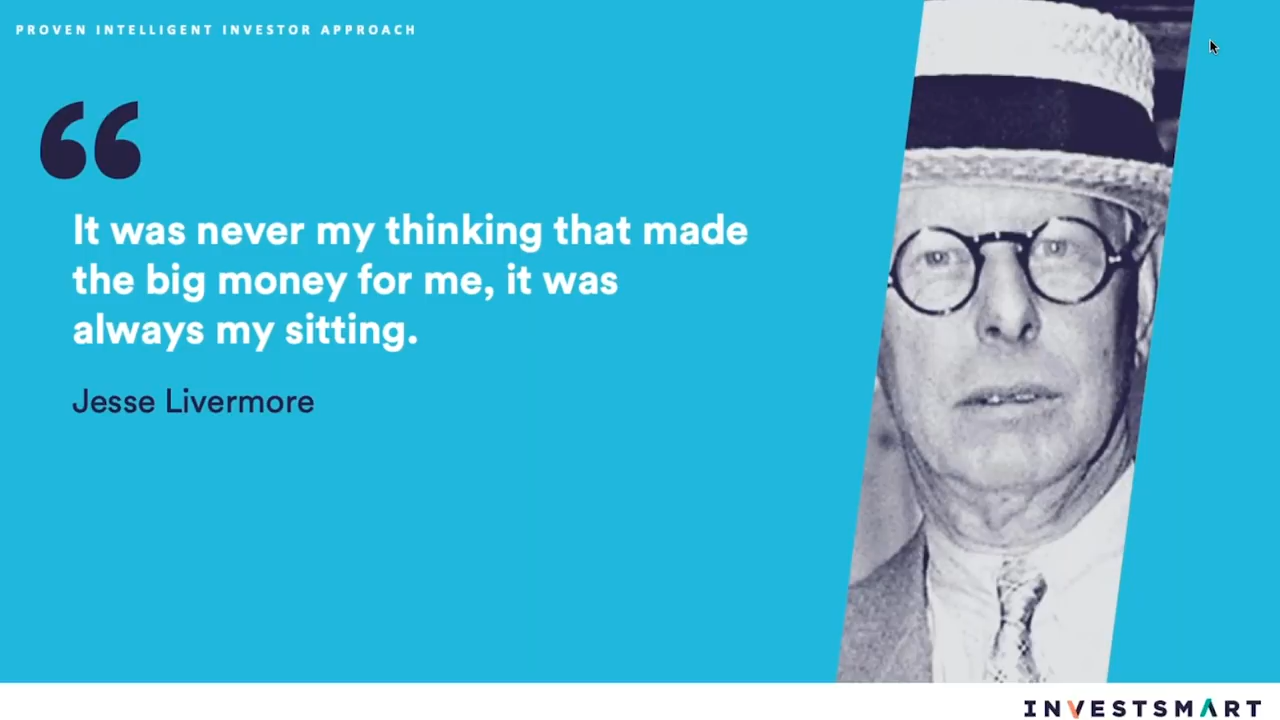 PROVEN INTELLIGENT INVESTOR APPROACH
“
It was never my thinking that made
the big money for me, it was
always my sitting.
Jesse Livermore
INVESTSMART